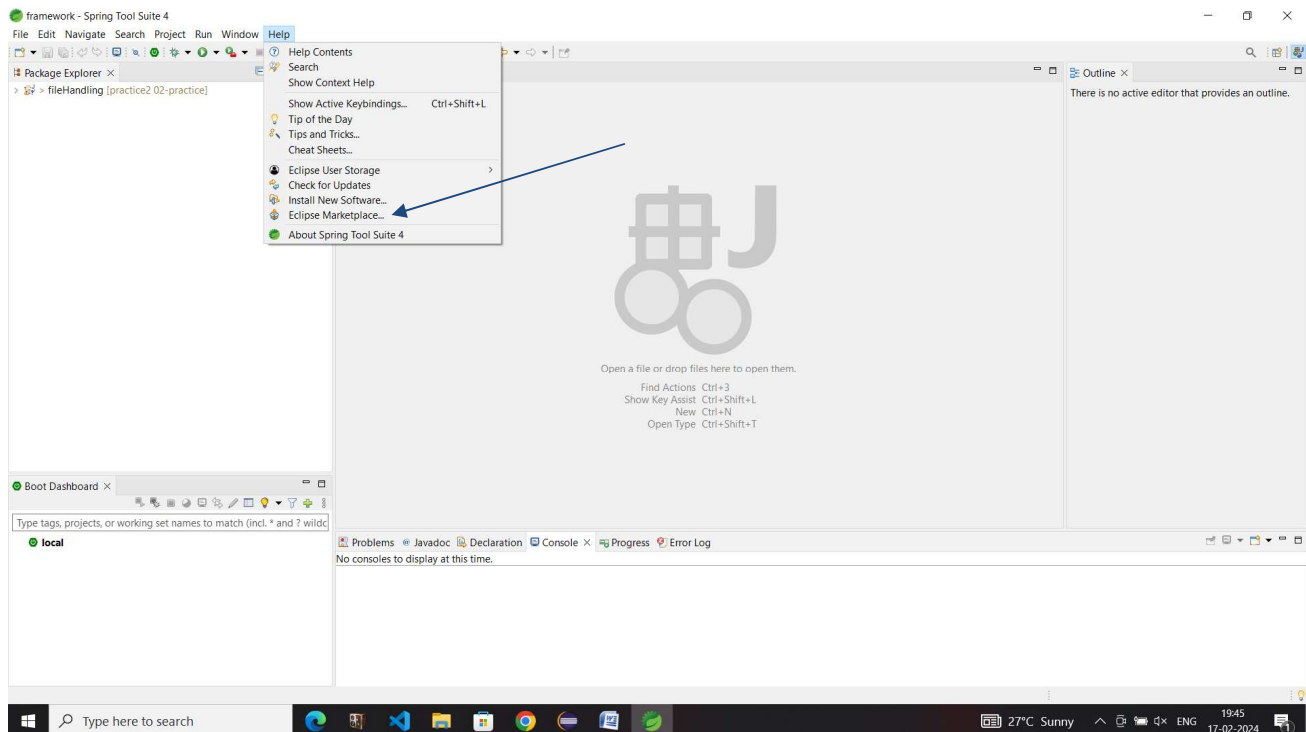 framework - Spring Tool Suite 4
File Edit Navigate Search Project Run Window Help
Package Explorer
> fileHandling [practice2 02-practice]
Help Contents
Search
Show Context Help
Show Active Keybindings... Ctrl+Shift+L
Tip of the Day
Tips and Tricks...
Cheat Sheets...
Eclipse User Storage
Check for Updates
Install New Software...
Eclipse Marketplace...
About Spring Tool Suite 4
Outline
There is no active editor that provides an outline.
J
Open a file or drop files here to open them.
Find Actions Ctrl+3
Show Key Assist Ctrl+Shift+L
New Ctrl+N
Open Type Ctrl+Shift+T
Boot Dashboard
Type tags, projects, or working set names to match (incl. * and ? wildc
local
Problems @ Javadoc Declaration Console Progress Error Log
No consoles to display at this time.
Type here to search
27°C Sunny ENG
19:45
17-02-2024